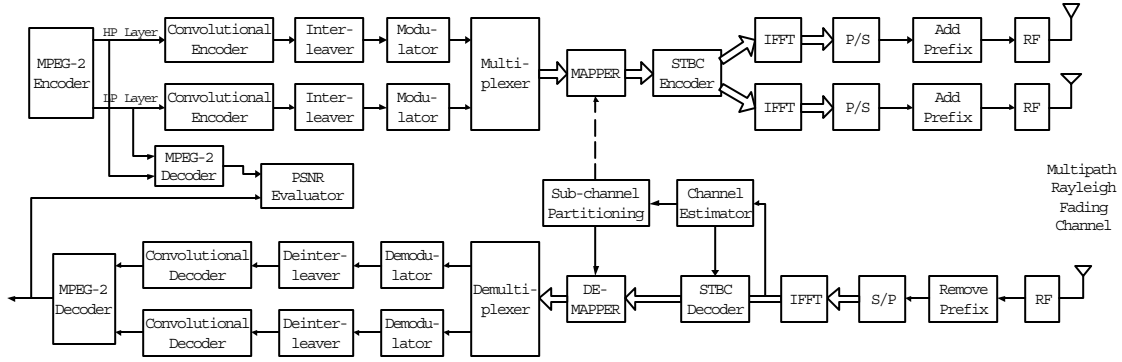 HP Layer
LP Layer
MPEG-2
Encoder
Convolutional
Encoder
Inter-
leaver
Modu-
lator
Convolutional
Encoder
Inter-
leaver
Modu-
lator
Multi-
plexer
MAPPER
STBC
Encoder
IFFT
P/S
Add
Prefix
RF
IFFT
P/S
Add
Prefix
RF
MPEG-2
Decoder
PSNR
Evaluator
Sub-channel
Partitioning
Channel
Estimator
Multipath
Rayleigh
Fading
Channel
MPEG-2
Decoder
Convolutional
Decoder
Deinter-
leaver
Demodu-
lator
Convolutional
Decoder
Deinter-
leaver
Demodu-
lator
Demulti-
plexer
DE-
MAPPER
STBC
Decoder
IFFT
S/P
Remove
Prefix
RF